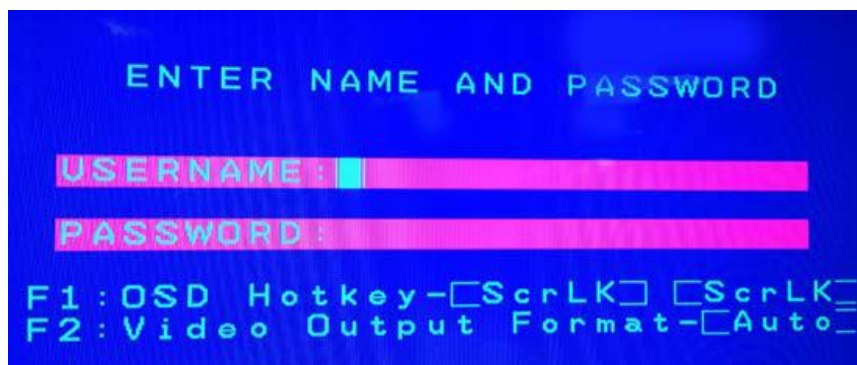 ENTER NAME AND PASSWORD
USERNAME:
PASSWORD:
F1:OSD Hotkey-[ScrLK] [ScrLK]
F2:Video Output Format-[Auto]